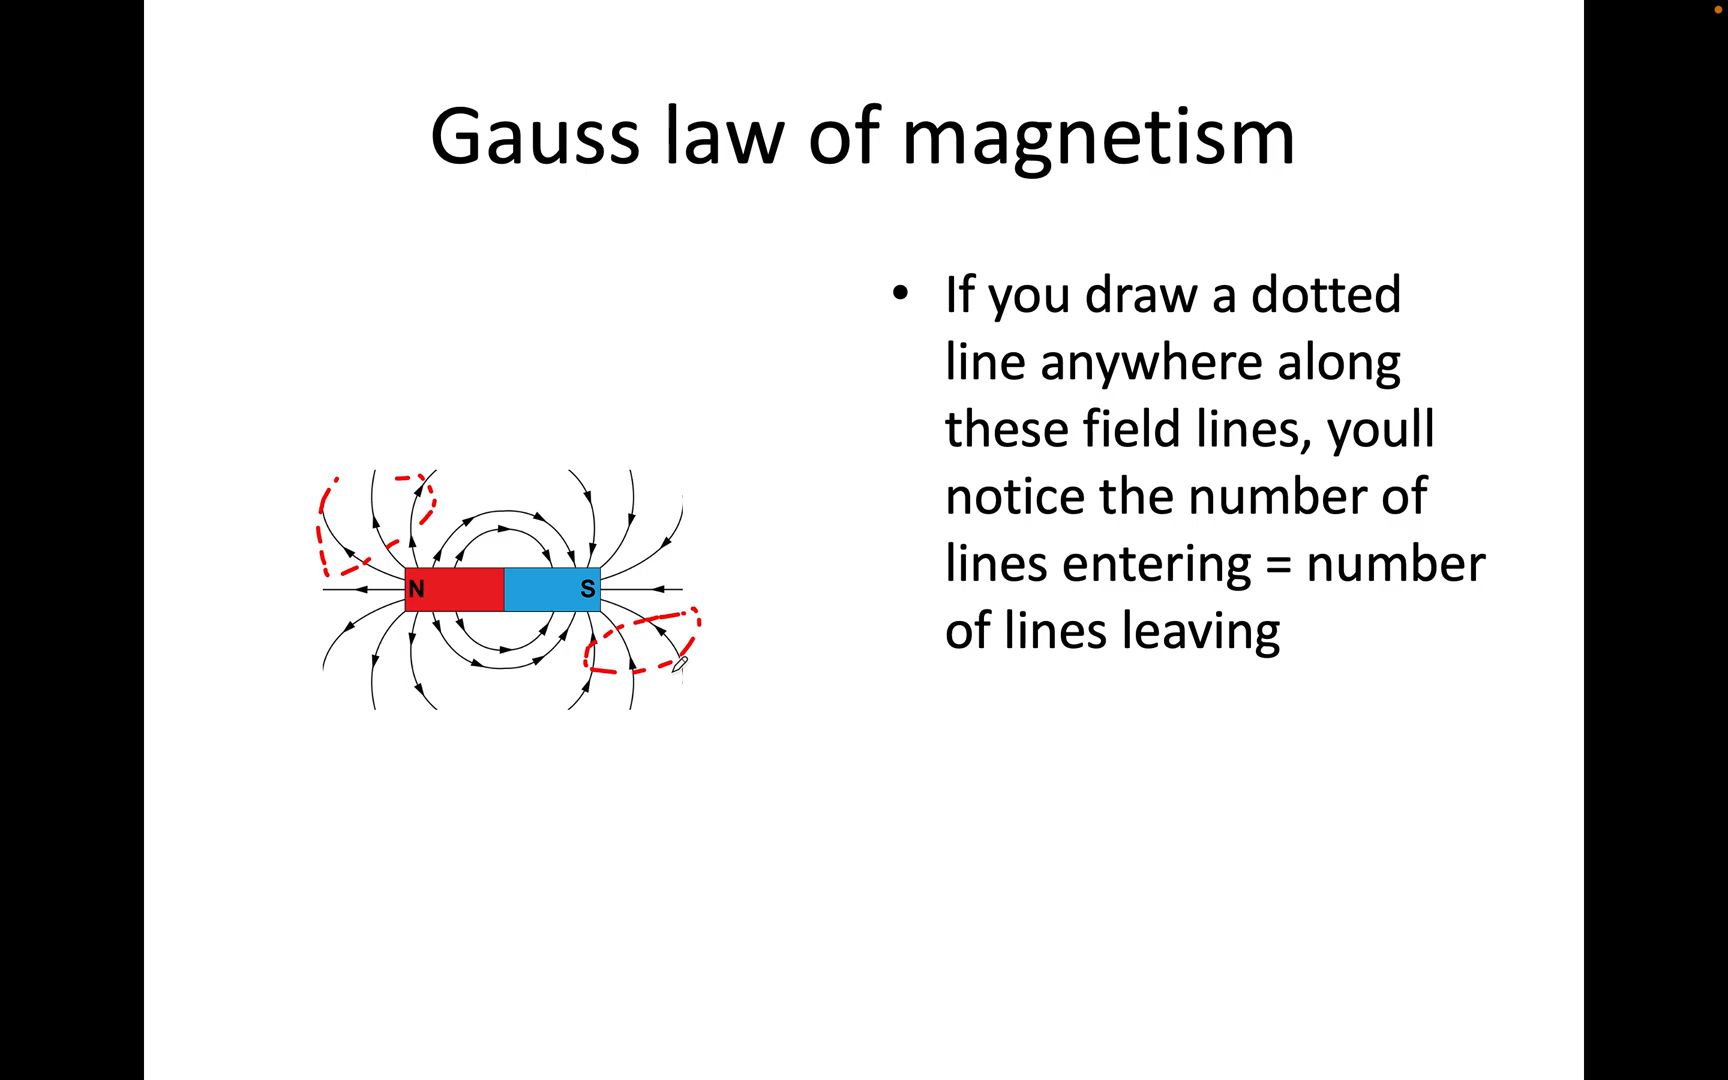 Gauss law of magnetism
• If you draw a dotted
line anywhere along
these field lines, youll
notice the number of
lines entering = number
of lines leaving
N S